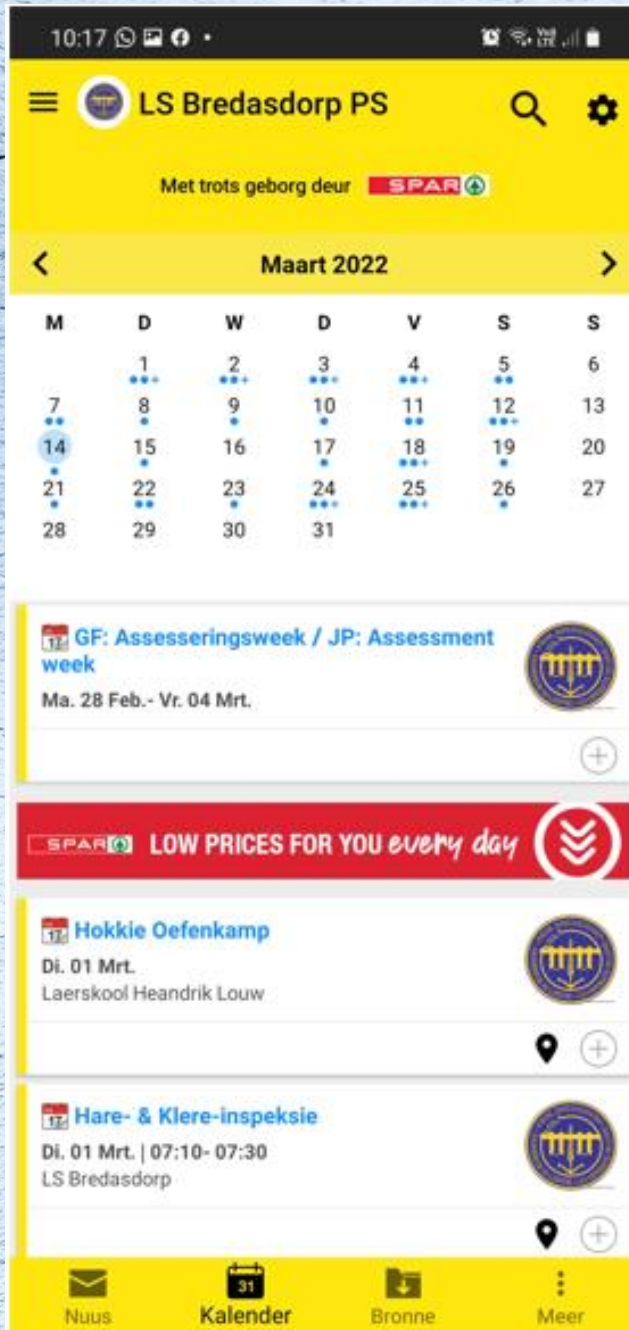 10:17
LS Bredasdorp PS
Met trots geborg deur SPAR
Maart 2022
M D W D V S S
1 2 3 4 5 6
7 8 9 10 11 12 13
14 15 16 17 18 19 20
21 22 23 24 25 26 27
28 29 30 31
GF: Assesseringsweek / JP: Assessment
week
Ma. 28 Feb.- Vr. 04 Mrt.
SPAR LOW PRICES FOR YOU every day
Hokkie Oefenkamp
Di. 01 Mrt.
Laerskool Heandrik Louw
Hare- & Klere-inspeksie
Di. 01 Mrt. | 07:10- 07:30
LS Bredasdorp
31
Nuus Kalender Bronne Meer